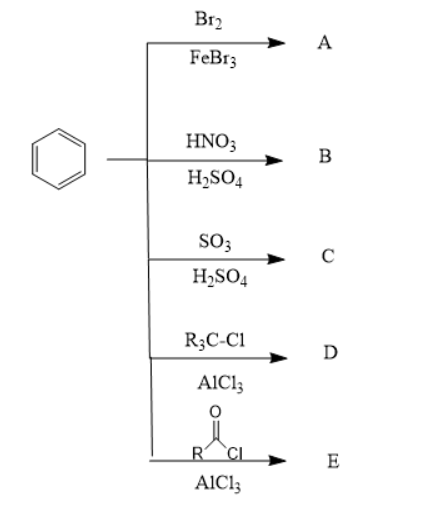 Br₂
A
FeBr₃
HNO₃
B
H₂SO₄
SO₃
C
H₂SO₄
R₃C-Cl
D
AlCl₃
O
R Cl
E
AlCl₃